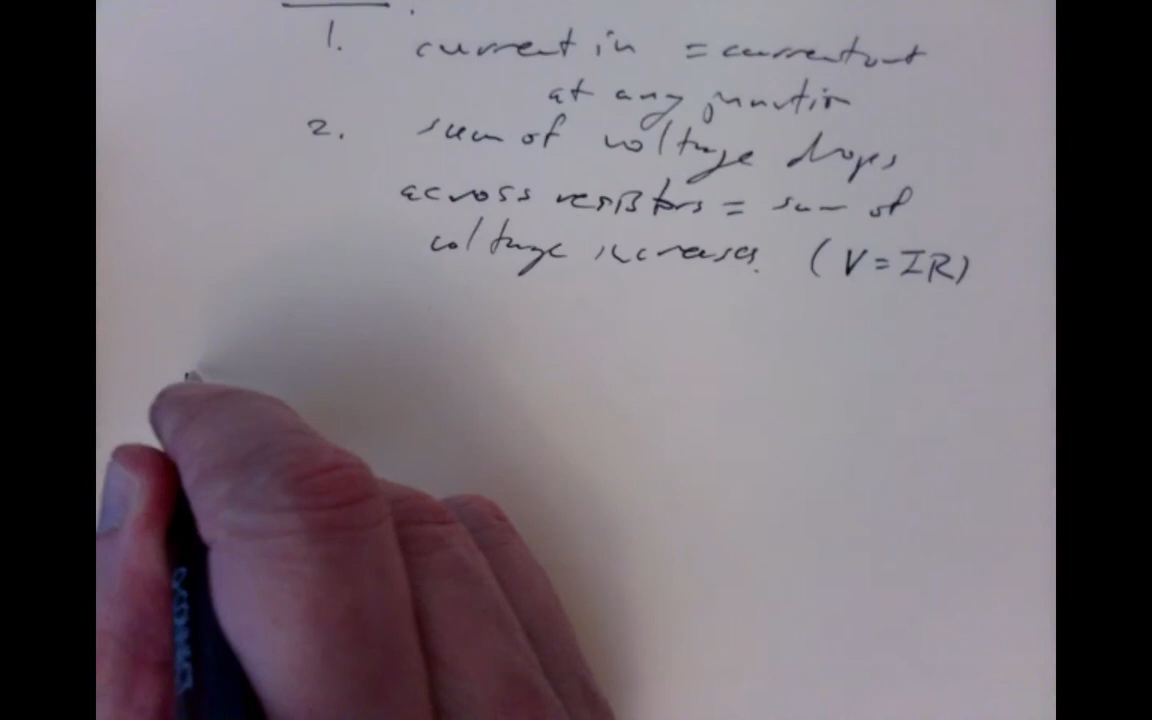 1. current in = current out
at any junction
2. sum of voltage drops
across resistors = sum of
voltage increases. (V = IR)